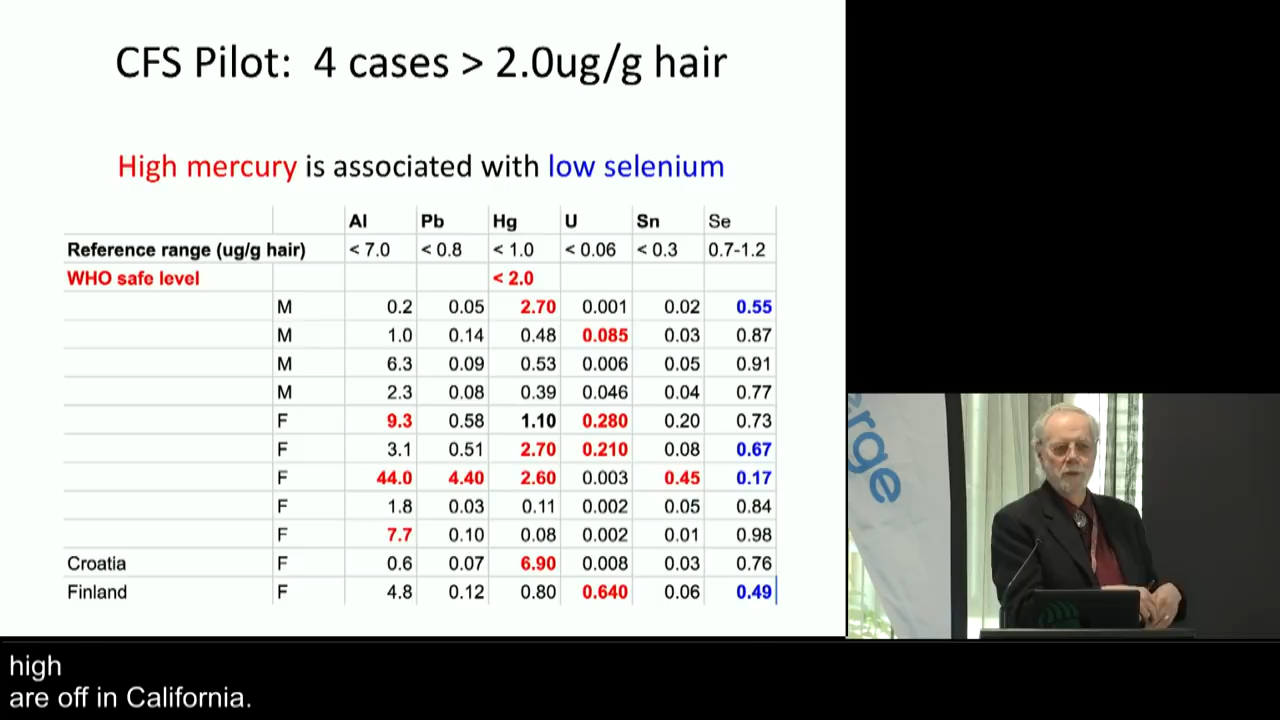 CFS Pilot: 4 cases > 2.0ug/g hair
High mercury is associated with low selenium
Al Pb Hg U Sn Se
Reference range (ug/g hair) < 7.0 < 0.8 < 1.0 < 0.06 < 0.3 0.7-1.2
WHO safe level < 2.0
M 0.2 0.05 2.70 0.001 0.02 0.55
M 1.0 0.14 0.48 0.085 0.03 0.87
M 6.3 0.09 0.53 0.006 0.05 0.91
M 2.3 0.08 0.39 0.046 0.04 0.77
F 9.3 0.58 1.10 0.280 0.20 0.73
F 3.1 0.51 2.70 0.210 0.08 0.67
F 44.0 4.40 2.60 0.003 0.45 0.17
F 1.8 0.03 0.11 0.002 0.05 0.84
F 7.7 0.10 0.08 0.002 0.01 0.98
Croatia F 0.6 0.07 6.90 0.008 0.03 0.76
Finland F 4.8 0.12 0.80 0.640 0.06 0.49
erge
high
are off in California.